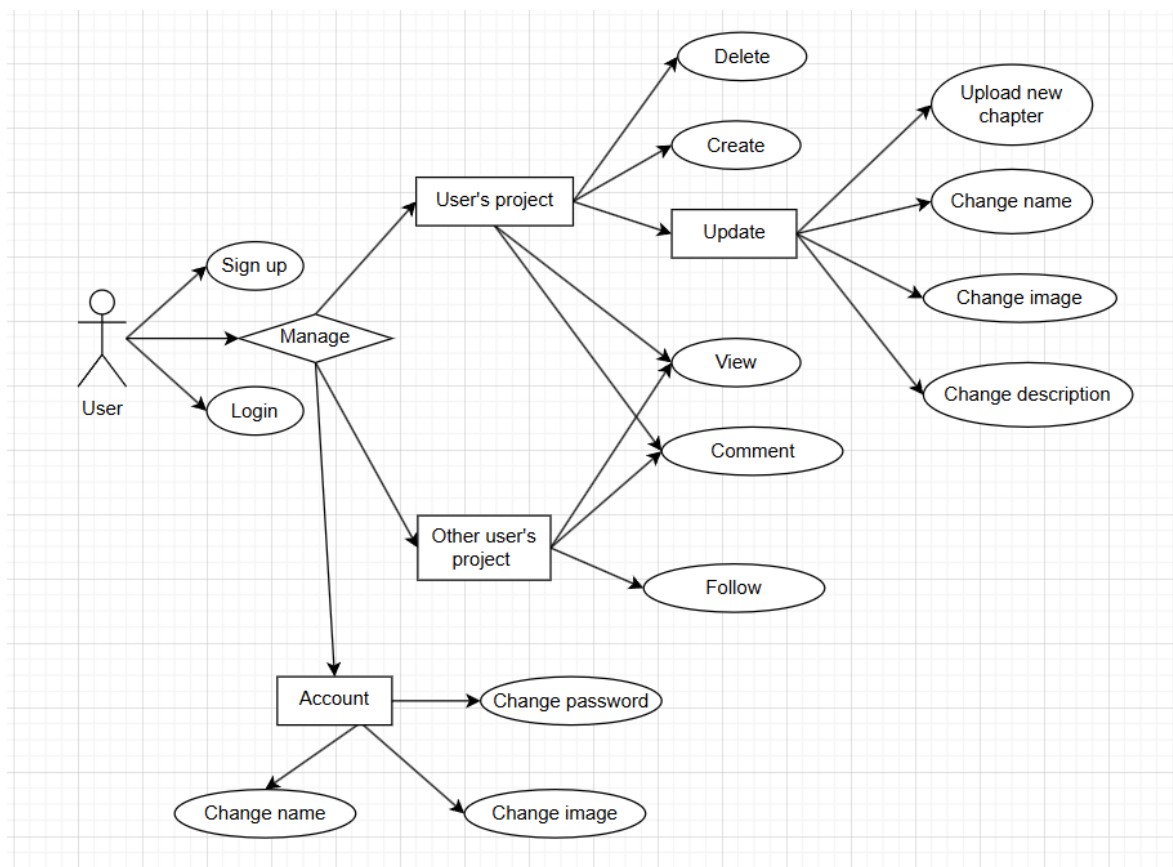 Delete
Upload new
chapter
Create
User's project
Change name
Update
Sign up
Change image
Manage
View
Change description
User
Login
Comment
Other user's
project
Follow
Account
Change password
Change name
Change image